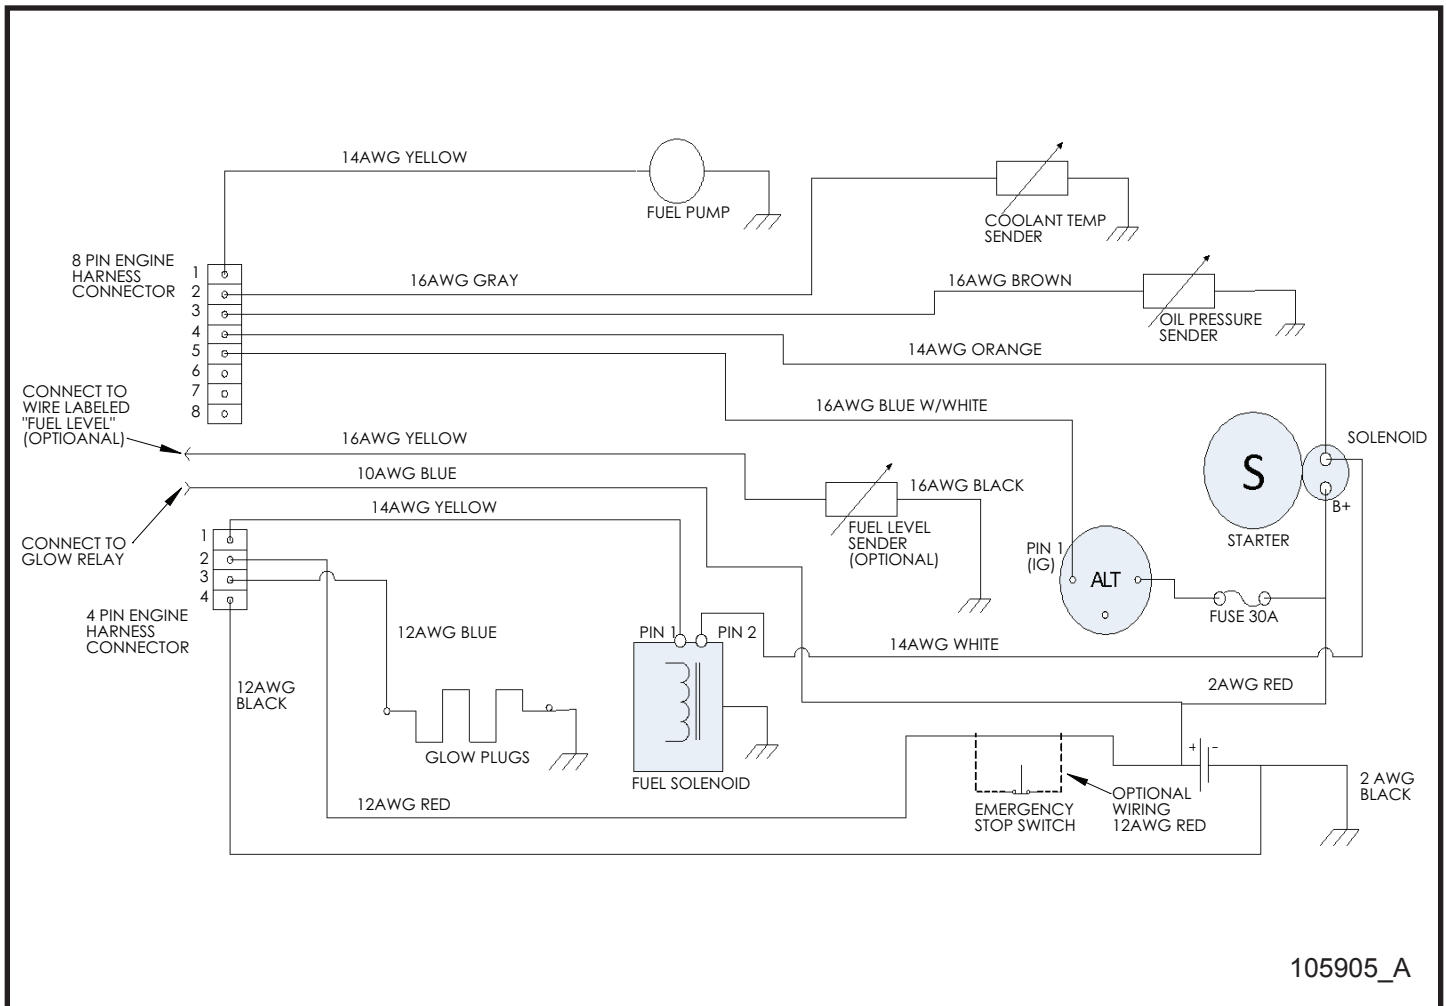 14AWG YELLOW
FUEL PUMP
COOLANT TEMP
SENDER
8 PIN ENGINE
HARNESS
CONNECTOR
1
2
3
4
5
6
7
8
16AWG GRAY
16AWG BROWN
OIL PRESSURE
SENDER
14AWG ORANGE
CONNECT TO
WIRE LABELED
"FUEL LEVEL"
(OPTIOANAL)
16AWG BLUE W/WHITE
16AWG YELLOW
SOLENOID
S
B+
STARTER
10AWG BLUE
16AWG BLACK
14AWG YELLOW
FUEL LEVEL
SENDER
(OPTIONAL)
CONNECT TO
GLOW RELAY
1
2
3
4
PIN 1
(IG)
ALT
FUSE 30A
4 PIN ENGINE
HARNESS
CONNECTOR
12AWG BLUE
PIN 1
PIN 2
14AWG WHITE
12AWG
BLACK
2AWG RED
GLOW PLUGS
FUEL SOLENOID
+
-
12AWG RED
EMERGENCY
STOP SWITCH
OPTIONAL
WIRING
12AWG RED
2 AWG
BLACK
105905_A